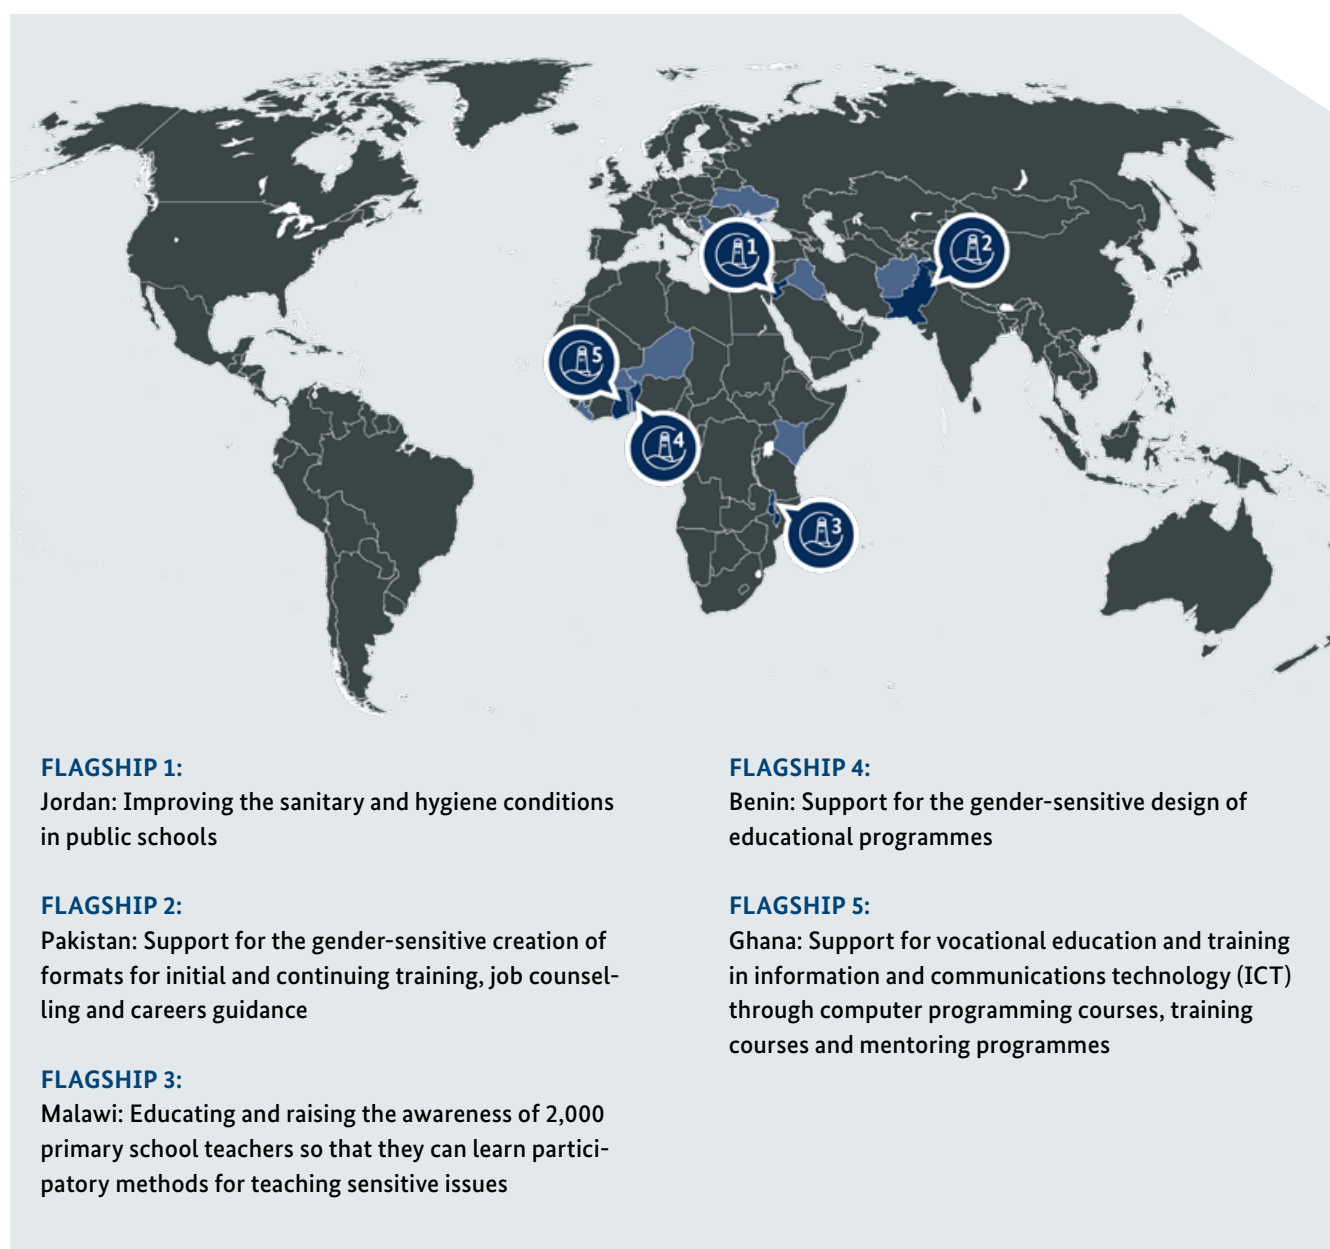 1
2
5
4
3
FLAGSHIP 1:
Jordan: Improving the sanitary and hygiene conditions
in public schools
FLAGSHIP 2:
Pakistan: Support for the gender-sensitive creation of
formats for initial and continuing training, job counsel-
ling and careers guidance
FLAGSHIP 3:
Malawi: Educating and raising the awareness of 2,000
primary school teachers so that they can learn partici-
patory methods for teaching sensitive issues
FLAGSHIP 4:
Benin: Support for the gender-sensitive design of
educational programmes
FLAGSHIP 5:
Ghana: Support for vocational education and training
in information and communications technology (ICT)
through computer programming courses, training
courses and mentoring programmes